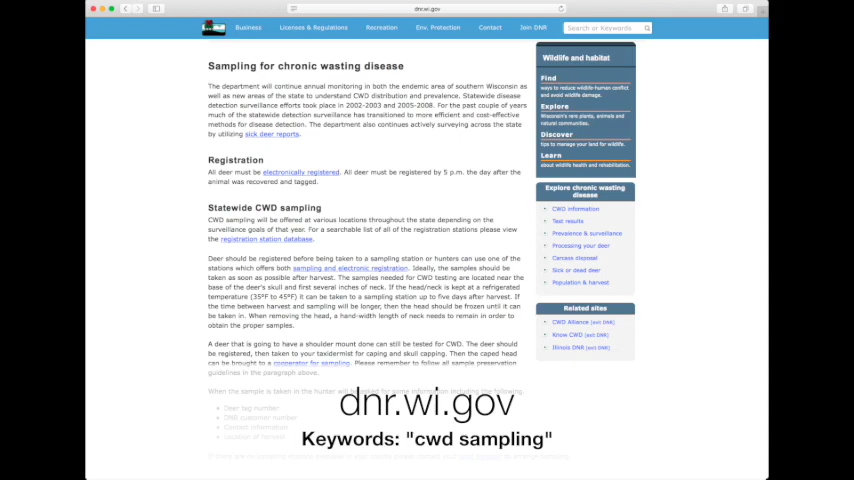 dnr.wi.gov
Business Licenses & Regulations Recreation Env. Protection Contact Join DNR Search or Keywords
Sampling for chronic wasting disease
The department will continue annual monitoring in both the endemic area of southern Wisconsin as
well as new areas of the state to understand CWD distribution and prevalence. Statewide disease
detection surveillance efforts took place in 2002-2003 and 2005-2008. For the past couple of years
much of the statewide detection surveillance has transitioned to more efficient and cost-effective
methods for disease detection. The department also continues actively surveying across the state
by utilizing sick deer reports.
Registration
All deer must be electronically registered. All deer must be registered by 5 p.m. the day after the
animal was recovered and tagged.
Statewide CWD sampling
CWD sampling will be offered at various locations throughout the state depending on the
surveillance goals of that year. For a searchable list of all of the registration stations please view
the registration station database.
Deer should be registered before being taken to a sampling station or hunters can use one of the
stations which offers both sampling and electronic registration. Ideally, the samples should be
taken as soon as possible after harvest. The samples needed for CWD testing are located near the
base of the deer's skull and first several inches of neck. If the head/neck is kept at a refrigerated
temperature (35°F to 45°F) it can be taken to a sampling station up to five days after harvest. If
the time between harvest and sampling will be longer, then the head should be frozen until it can
be taken in. When removing the head, a hand-width length of neck needs to remain in order to
obtain the proper samples.
A deer that is going to have a shoulder mount done can still be tested for CWD. The deer should
be registered, then taken to your taxidermist for caping and skull capping. Then the caped head
can be brought to a cooperator for sampling. Please remember to follow all sample preservation
guidelines in the paragraph above.
When the sample is taken in the hunter will be asked for some information including the following.
Deer tag number
DNR customer number
Contact information
Location of harvest
Wildlife and habitat
Find
ways to reduce wildlife-human conflict
and avoid wildlife damage.
Explore
Wisconsin's rare plants, animals and
natural communities.
Discover
tips to manage your land for wildlife.
Learn
about wildlife health and rehabilitation.
Explore chronic wasting
disease
CWD information
Test results
Prevalence & surveillance
Processing your deer
Carcass disposal
Sick or dead deer
Population & harvest
Related sites
CWD Alliance [exit DNR]
Know CWD [exit DNR]
Illinois DNR [exit DNR]
dnr.wi.gov
Keywords: "cwd sampling"